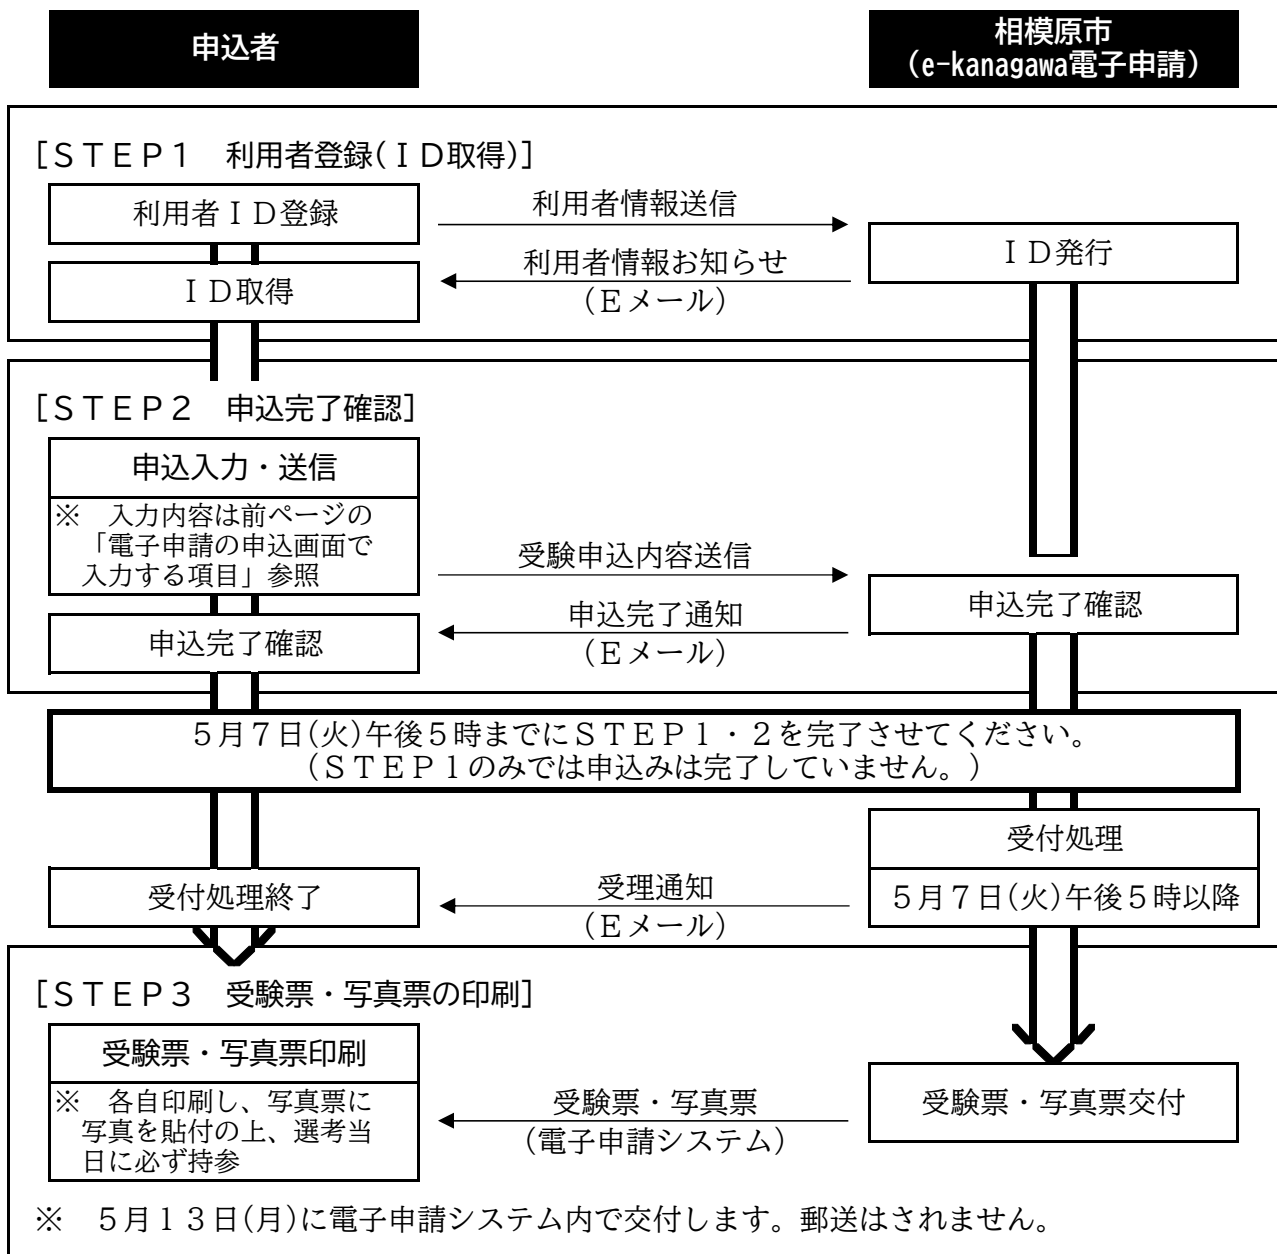 申込者
相模原市
（e-kanagawa電子申請）
［ＳＴＥＰ１　利用者登録(ＩＤ取得)］
利用者ＩＤ登録
利用者情報送信
ＩＤ発行
利用者情報お知らせ
（Ｅメール）
ＩＤ取得
［ＳＴＥＰ２　申込完了確認］
申込入力・送信
※　入力内容は前ページの
「電子申請の申込画面で
入力する項目」参照
受験申込内容送信
申込完了確認
申込完了通知
（Ｅメール）
申込完了確認
５月７日(火)午後５時までにＳＴＥＰ１・２を完了させてください。
（ＳＴＥＰ１のみでは申込みは完了していません。）
受付処理
５月７日(火)午後５時以降
受理通知
（Ｅメール）
受付処理終了
［ＳＴＥＰ３　受験票・写真票の印刷］
受験票・写真票印刷
※　各自印刷し、写真票に
写真を貼付の上、選考当
日に必ず持参
受験票・写真票
（電子申請システム）
受験票・写真票交付
※　５月１３日(月)に電子申請システム内で交付します。郵送はされません。